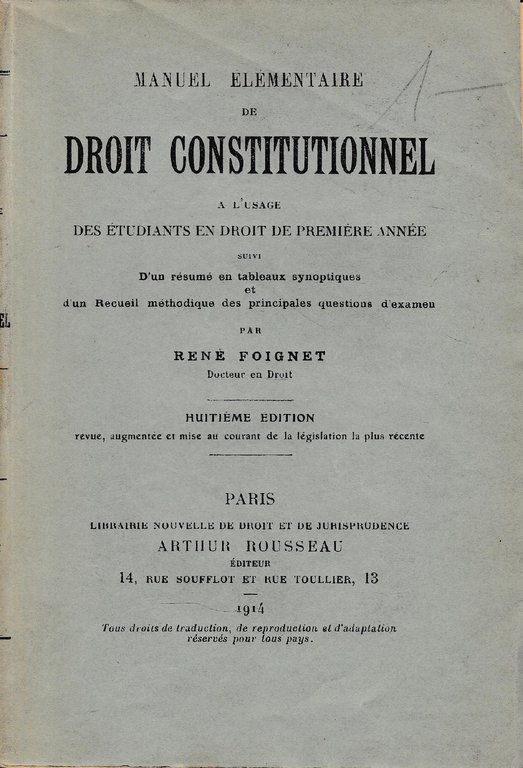 MANUEL ELÉMENTAIRE
DE
DROIT CONSTITUTIONNEL
A L'USAGE
DES ÉTUDIANTS EN DROIT DE PREMIÈRE ANNÉE
SUIVI
D'un résumé en tableaux synoptiques
et
d'un Recueil méthodique des principales questions d'examen
PAR
RENÉ FOIGNET
Docteur en Droit
HUITIÈME EDITION
revue, augmentée et mise au courant de la législation la plus récente
PARIS
LIBRAIRIE NOUVELLE DE DROIT ET DE JURISPRUDENCE
ARTHUR ROUSSEAU
ÉDITEUR
14, RUE SOUFFLOT ET RUE TOULLIER, 13
1914
Tous droits de traduction, de reproduction et d'adaptation
réservés pour tous pays.
EL